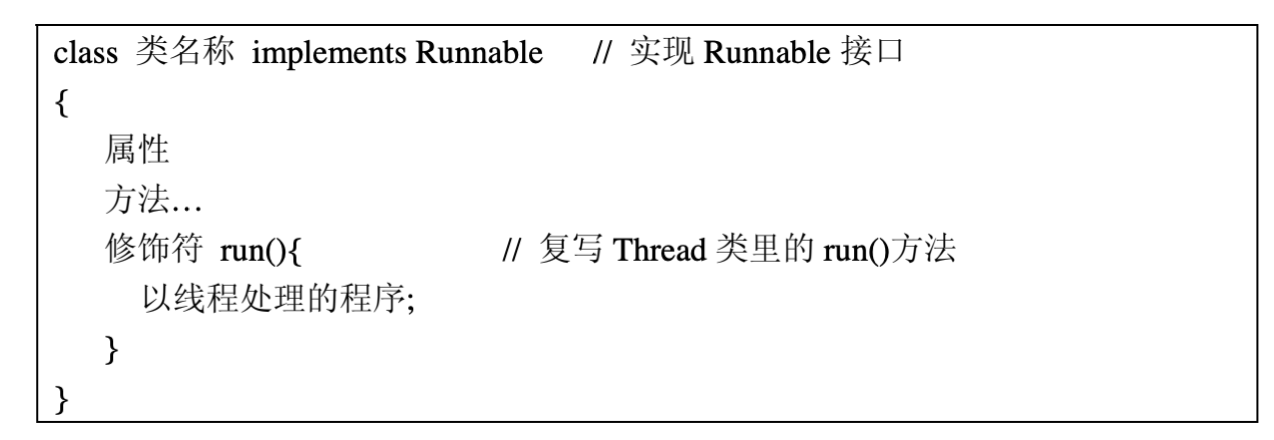 class 类名称 implements Runnable // 实现 Runnable 接口
{
属性
方法…
修饰符 run(){ // 复写 Thread 类里的 run()方法
以线程处理的程序;
}
}